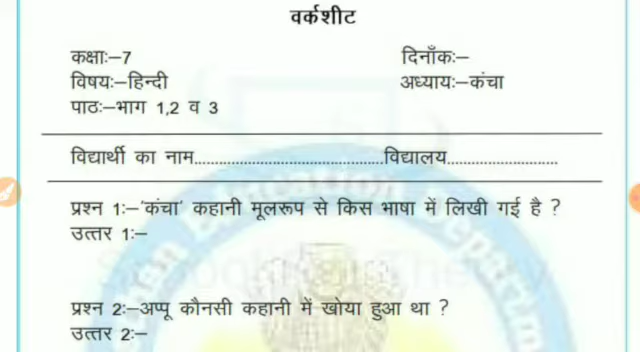 वर्कशीट
कक्षाः–7 दिनाँकः–
विषयः–हिन्दी अध्यायः–कंचा
पाठः–भाग 1,2 व 3
विद्यार्थी का नाम.............................................विद्यालय...........................
प्रश्न 1ः–'कंचा' कहानी मूलरूप से किस भाषा में लिखी गई है ?
उत्तर 1ः–
प्रश्न 2ः–अप्पू कौनसी कहानी में खोया हुआ था ?
उत्तर 2ः–